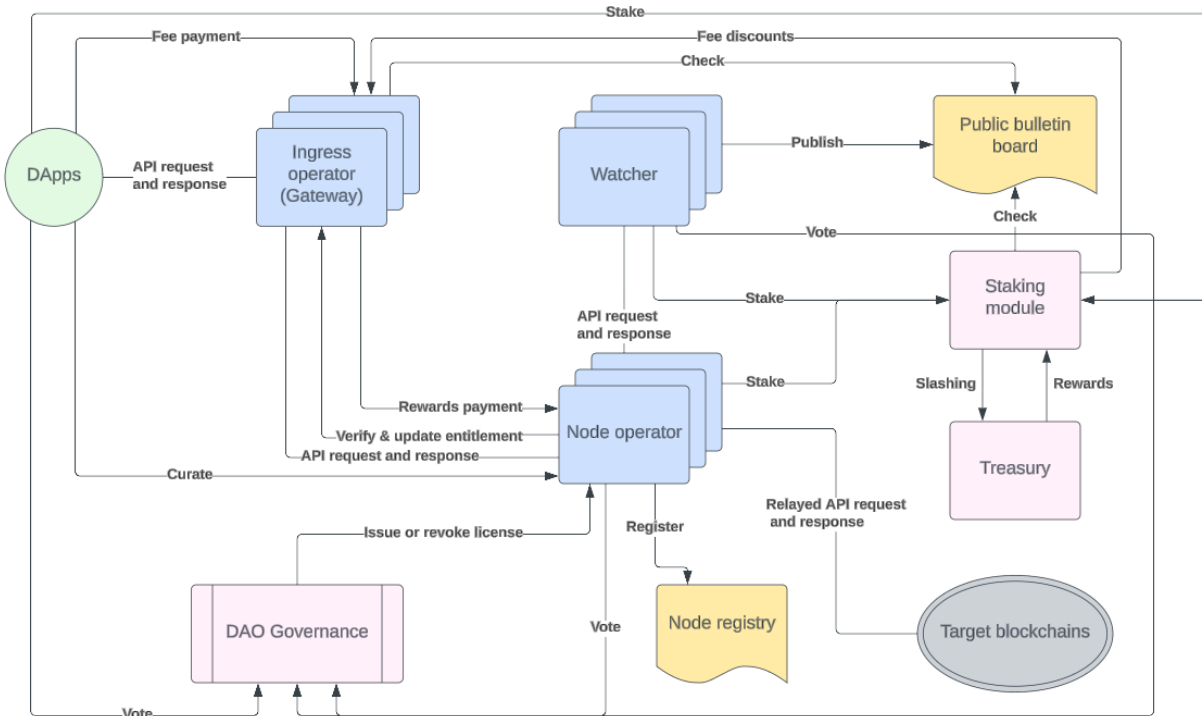 Stake
Fee payment
Fee discounts
Check
Ingress
operator
(Gateway)
Watcher
Public bulletin
board
Publish
DApps
API request
and response
Check
Vote
Staking
module
Stake
API request
and response
Stake
Slashing
Rewards
Rewards payment
Node operator
Verify & update entitlement
API request and response
Curate
Treasury
Relayed API request
and response
Register
Issue or revoke license
DAO Governance
Vote
Node registry
Target blockchains
Vote